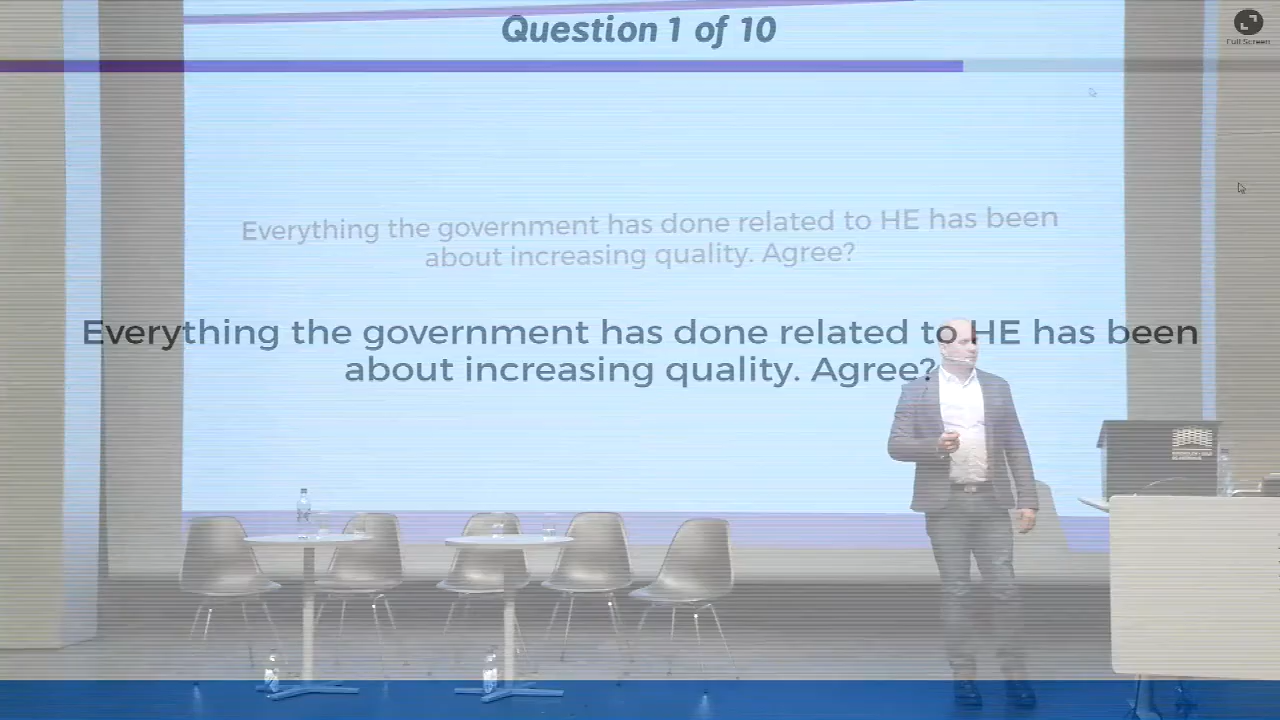 Question 1 of 10
Full Screen
Everything the government has done related to HE has been
about increasing quality. Agree?
Everything the government has done related to HE has been
about increasing quality. Agree?